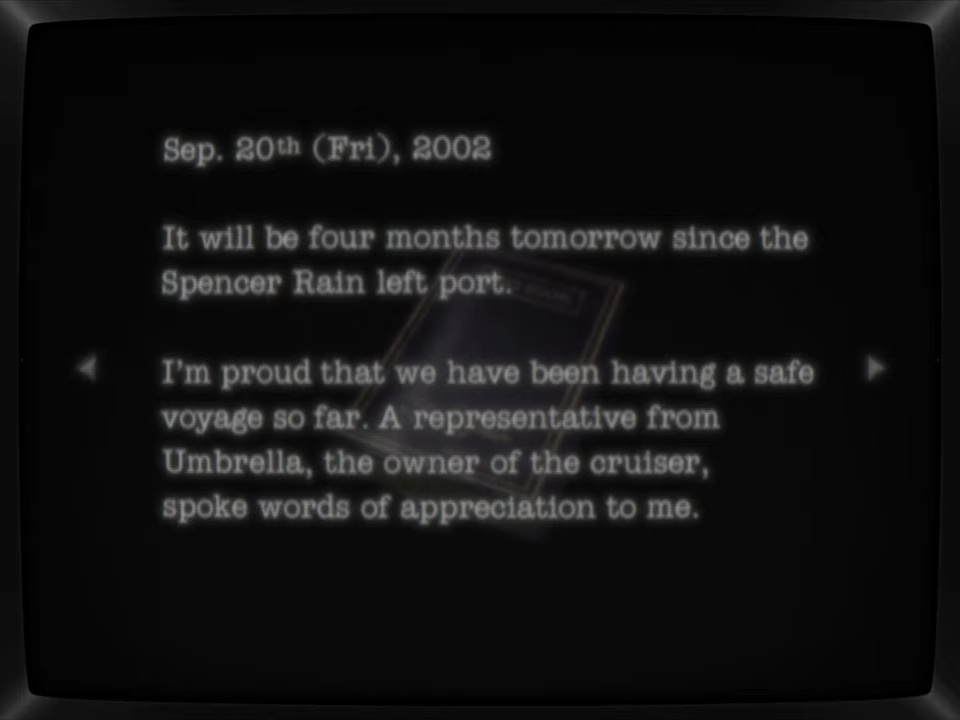 Sep. 20th (Fri), 2002
It will be four months tomorrow since the
Spencer Rain left port.
I'm proud that we have been having a safe
voyage so far. A representative from
Umbrella, the owner of the cruiser,
spoke words of appreciation to me.